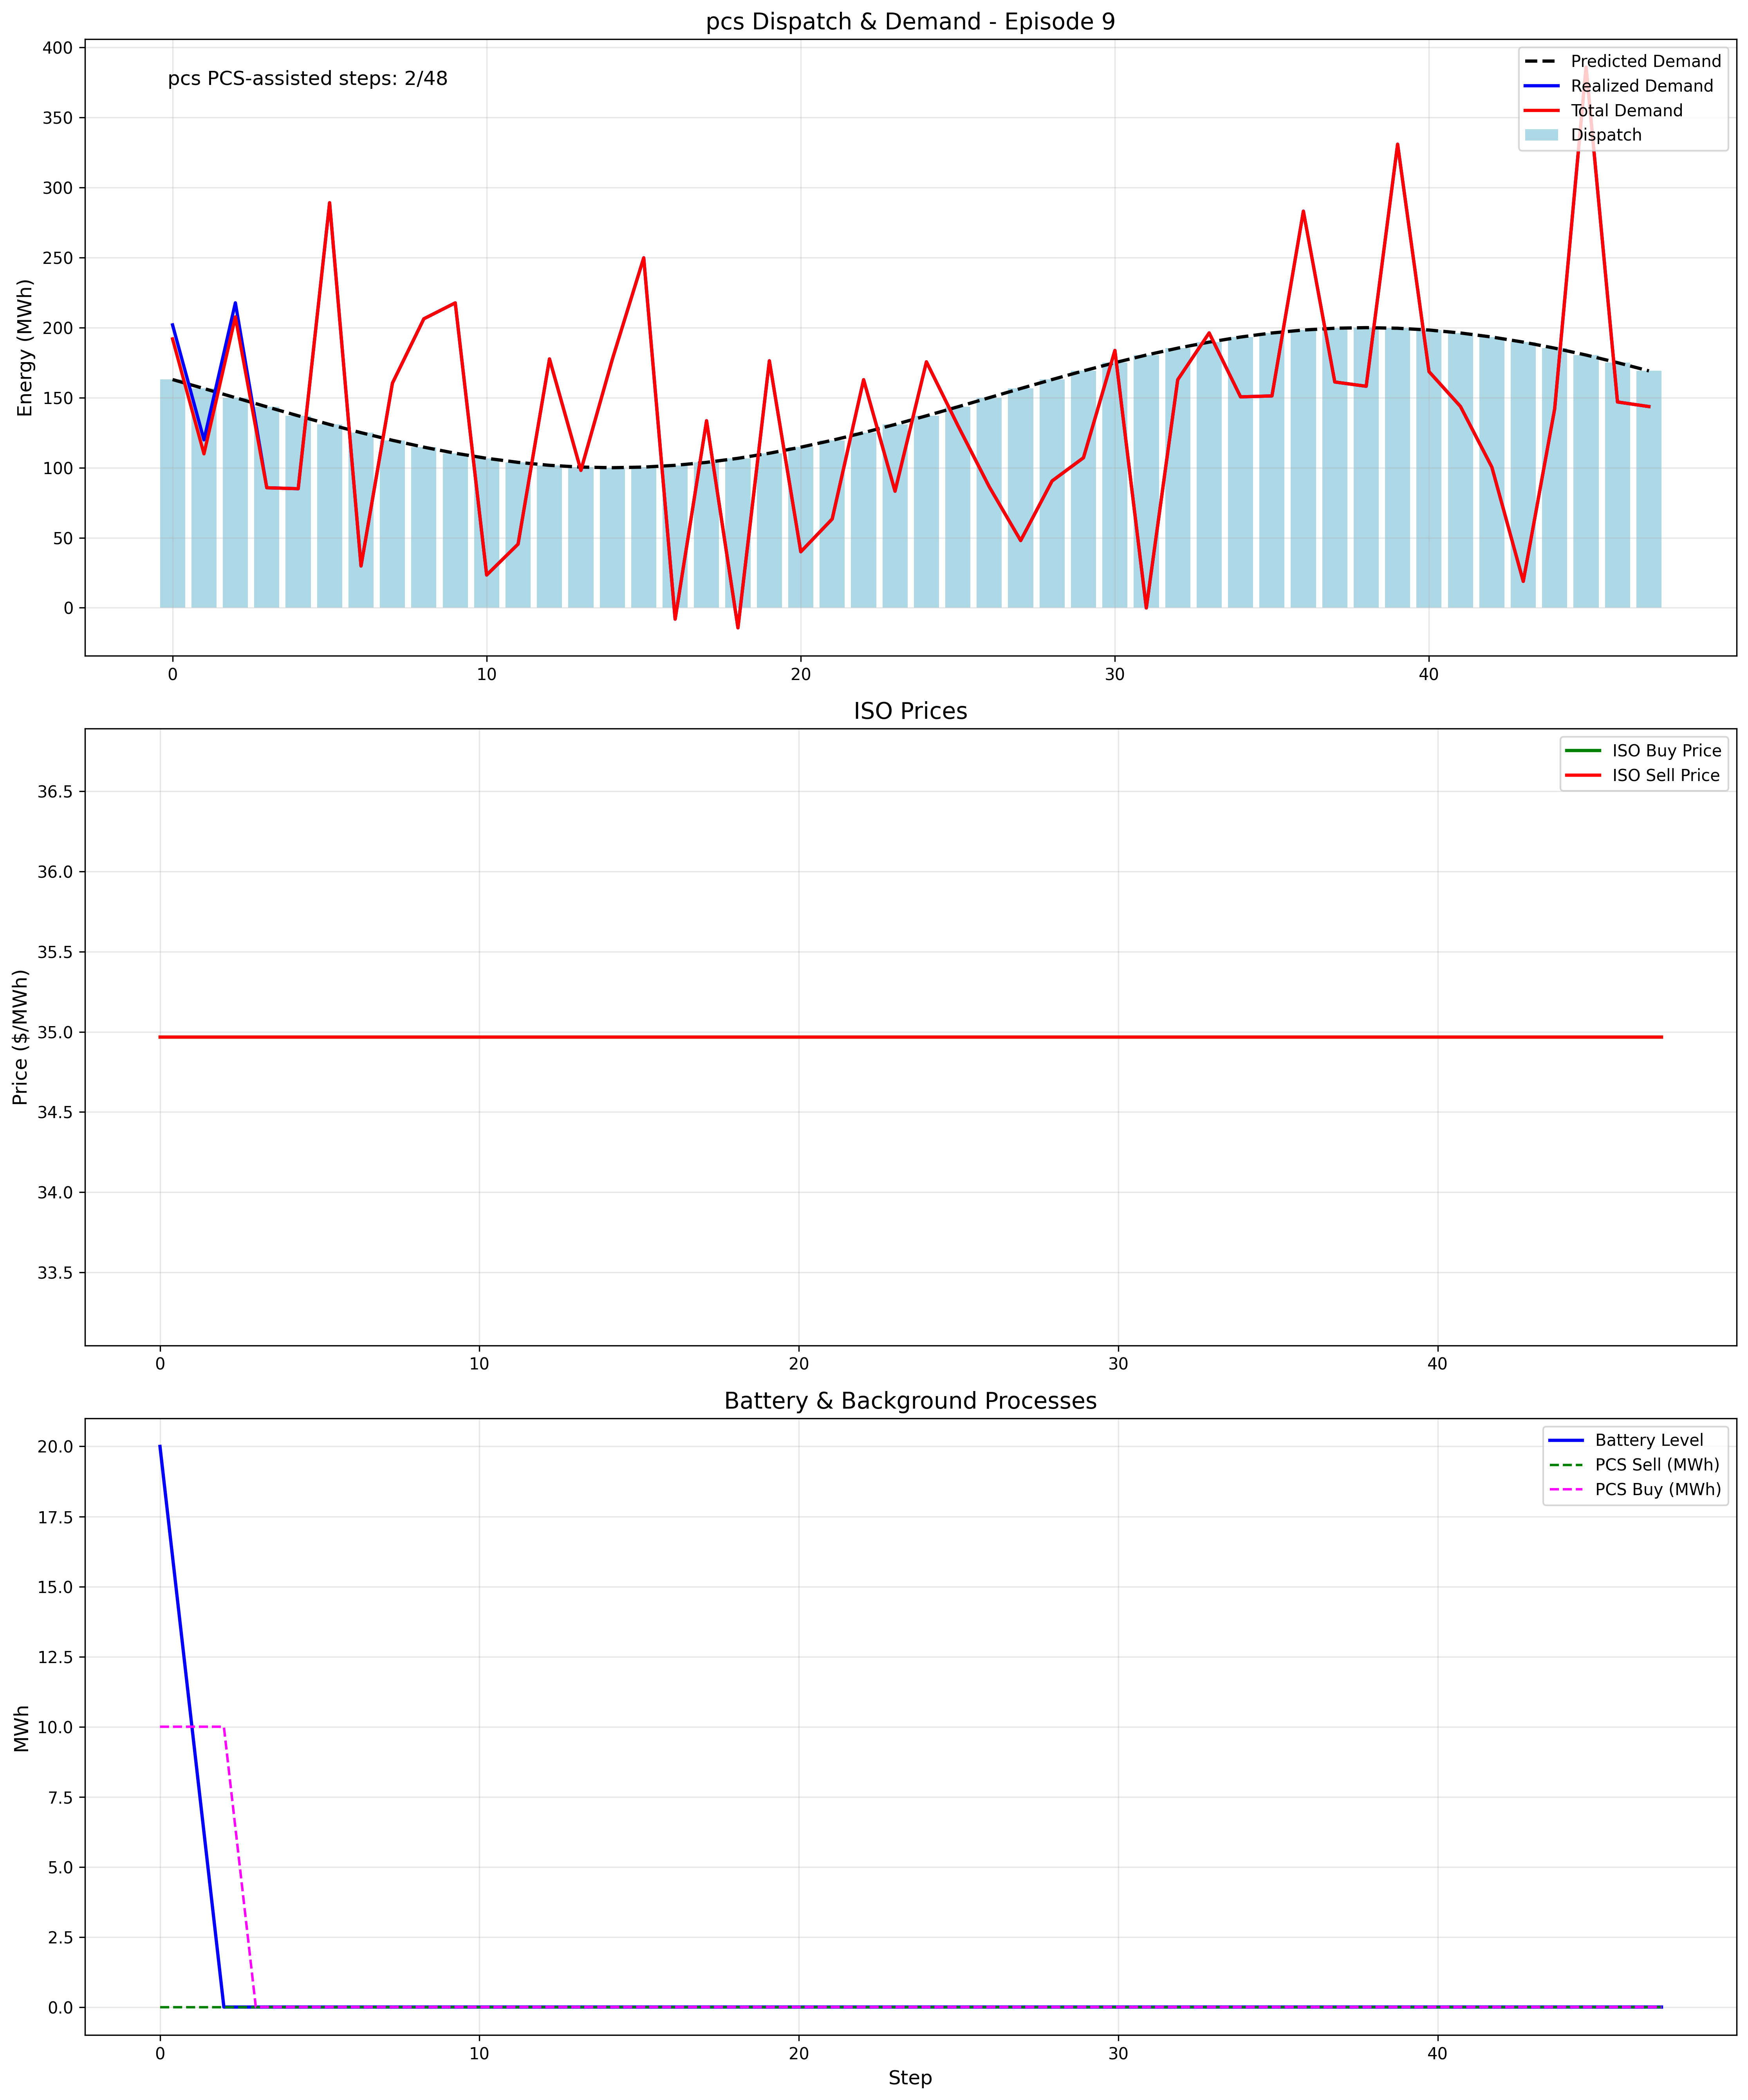 pcs Dispatch & Demand - Episode 9
pcs PCS-assisted steps: 2/48
Predicted Demand
Realized Demand
Total Demand
Dispatch
Energy (MWh)
400
350
300
250
200
150
100
50
0
0 10 20 30 40
ISO Prices
ISO Buy Price
ISO Sell Price
Price ($/MWh)
36.5
36.0
35.5
35.0
34.5
34.0
33.5
0 10 20 30 40
Battery & Background Processes
Battery Level
PCS Sell (MWh)
PCS Buy (MWh)
MWh
20.0
17.5
15.0
12.5
10.0
7.5
5.0
2.5
0.0
0 10 20 30 40
Step